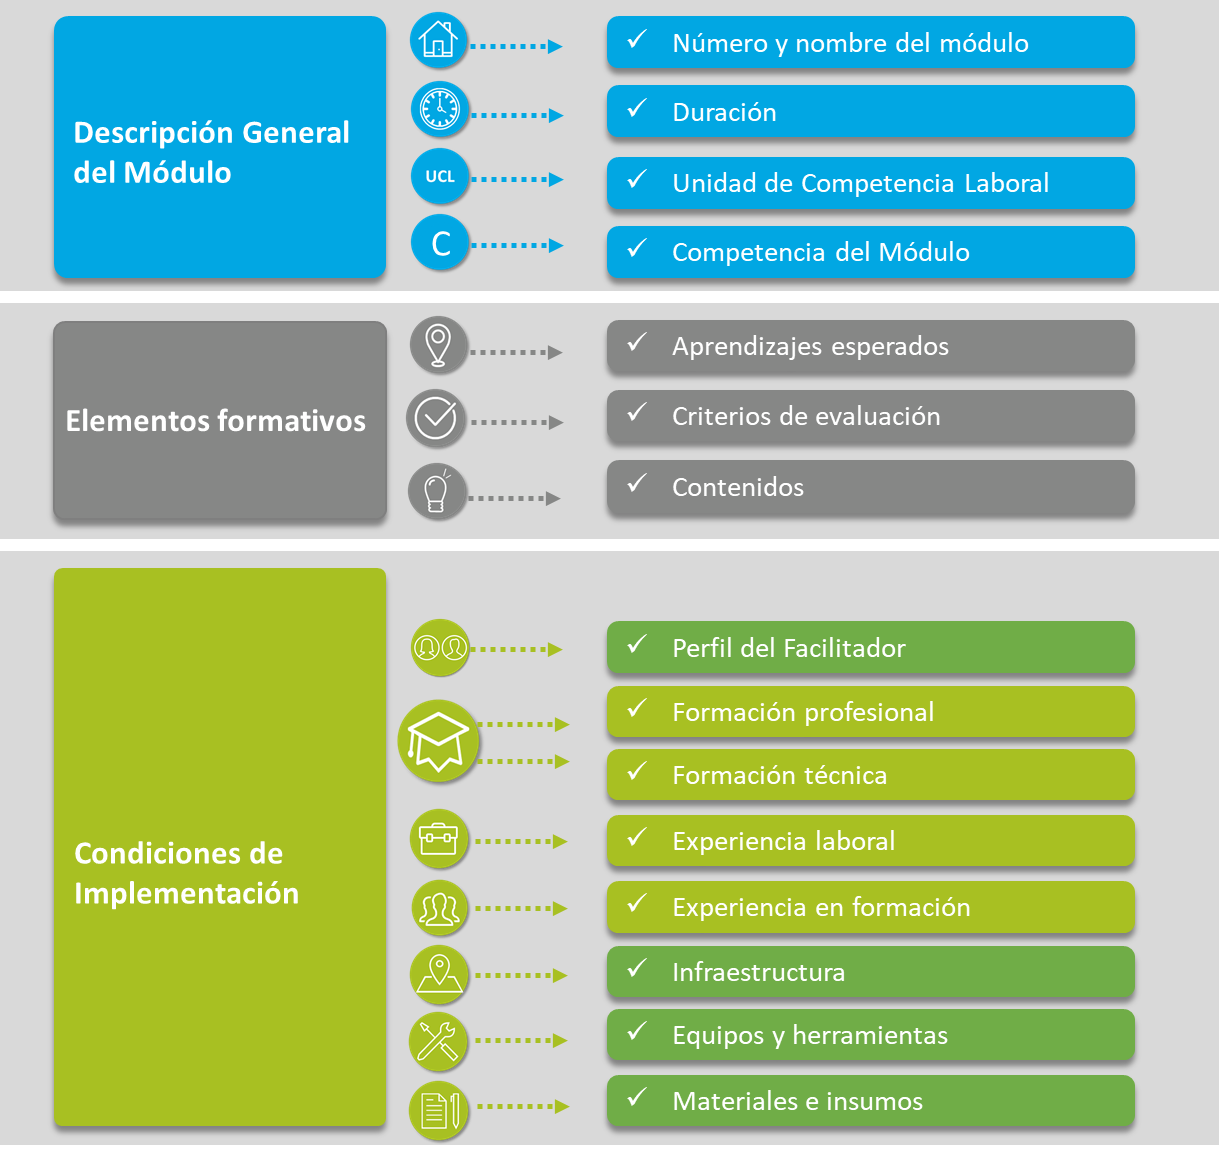 Descripción General
del Módulo
Número y nombre del módulo
Duración
UCL
Unidad de Competencia Laboral
C
Competencia del Módulo
Elementos formativos
Aprendizajes esperados
Criterios de evaluación
Contenidos
Condiciones de
Implementación
Perfil del Facilitador
Formación profesional
Formación técnica
Experiencia laboral
Experiencia en formación
Infraestructura
Equipos y herramientas
Materiales e insumos